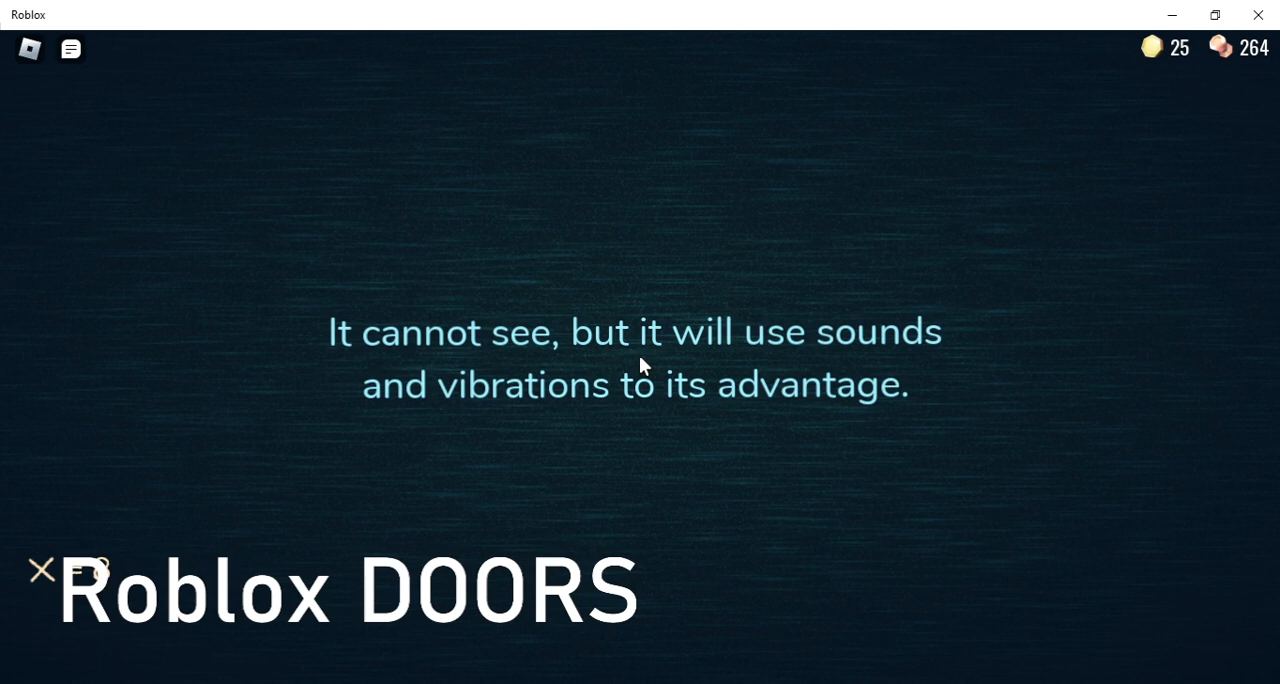 Roblox
25 264
It cannot see, but it will use sounds
and vibrations to its advantage.
Roblox DOORS